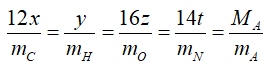 12x/m_C = y/m_H = 16z/m_O = 14t/m_N = M_A/m_A